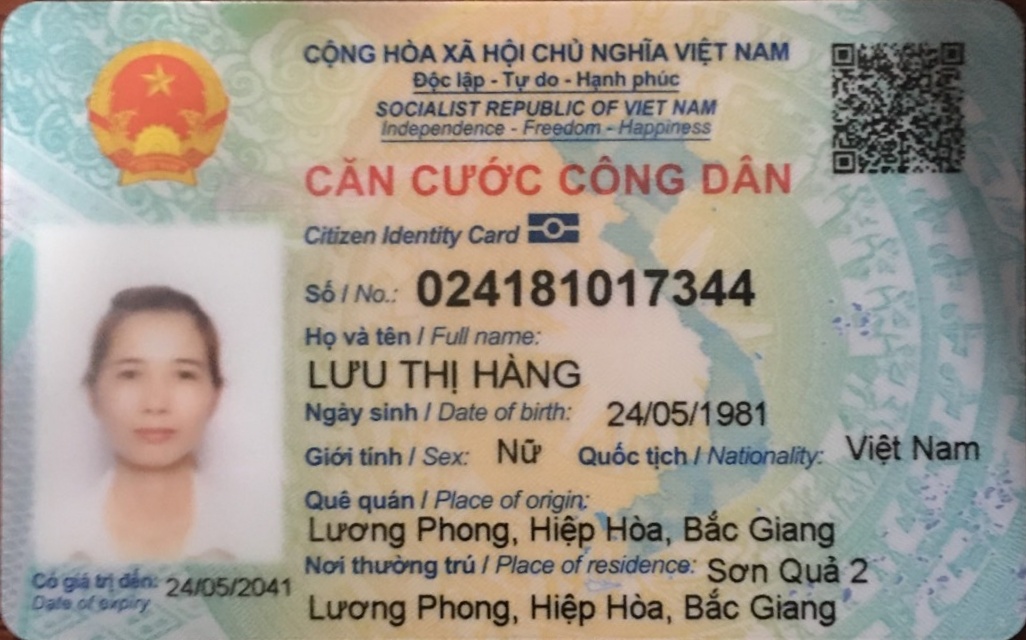 CỘNG HÒA XÃ HỘI CHỦ NGHĨA VIỆT NAM
Độc lập - Tự do - Hạnh phúc
SOCIALIST REPUBLIC OF VIET NAM
Independence - Freedom - Happiness
CĂN CƯỚC CÔNG DÂN
Citizen Identity Card
Số / No.: 024181017344
Họ và tên / Full name:
LƯU THỊ HÀNG
Ngày sinh / Date of birth: 24/05/1981
Giới tính / Sex: Nữ Quốc tịch / Nationality: Việt Nam
Quê quán / Place of origin:
Lương Phong, Hiệp Hòa, Bắc Giang
Nơi thường trú / Place of residence: Sơn Quả 2
Lương Phong, Hiệp Hòa, Bắc Giang
Có giá trị đến: 24/05/2041
Date of expiry